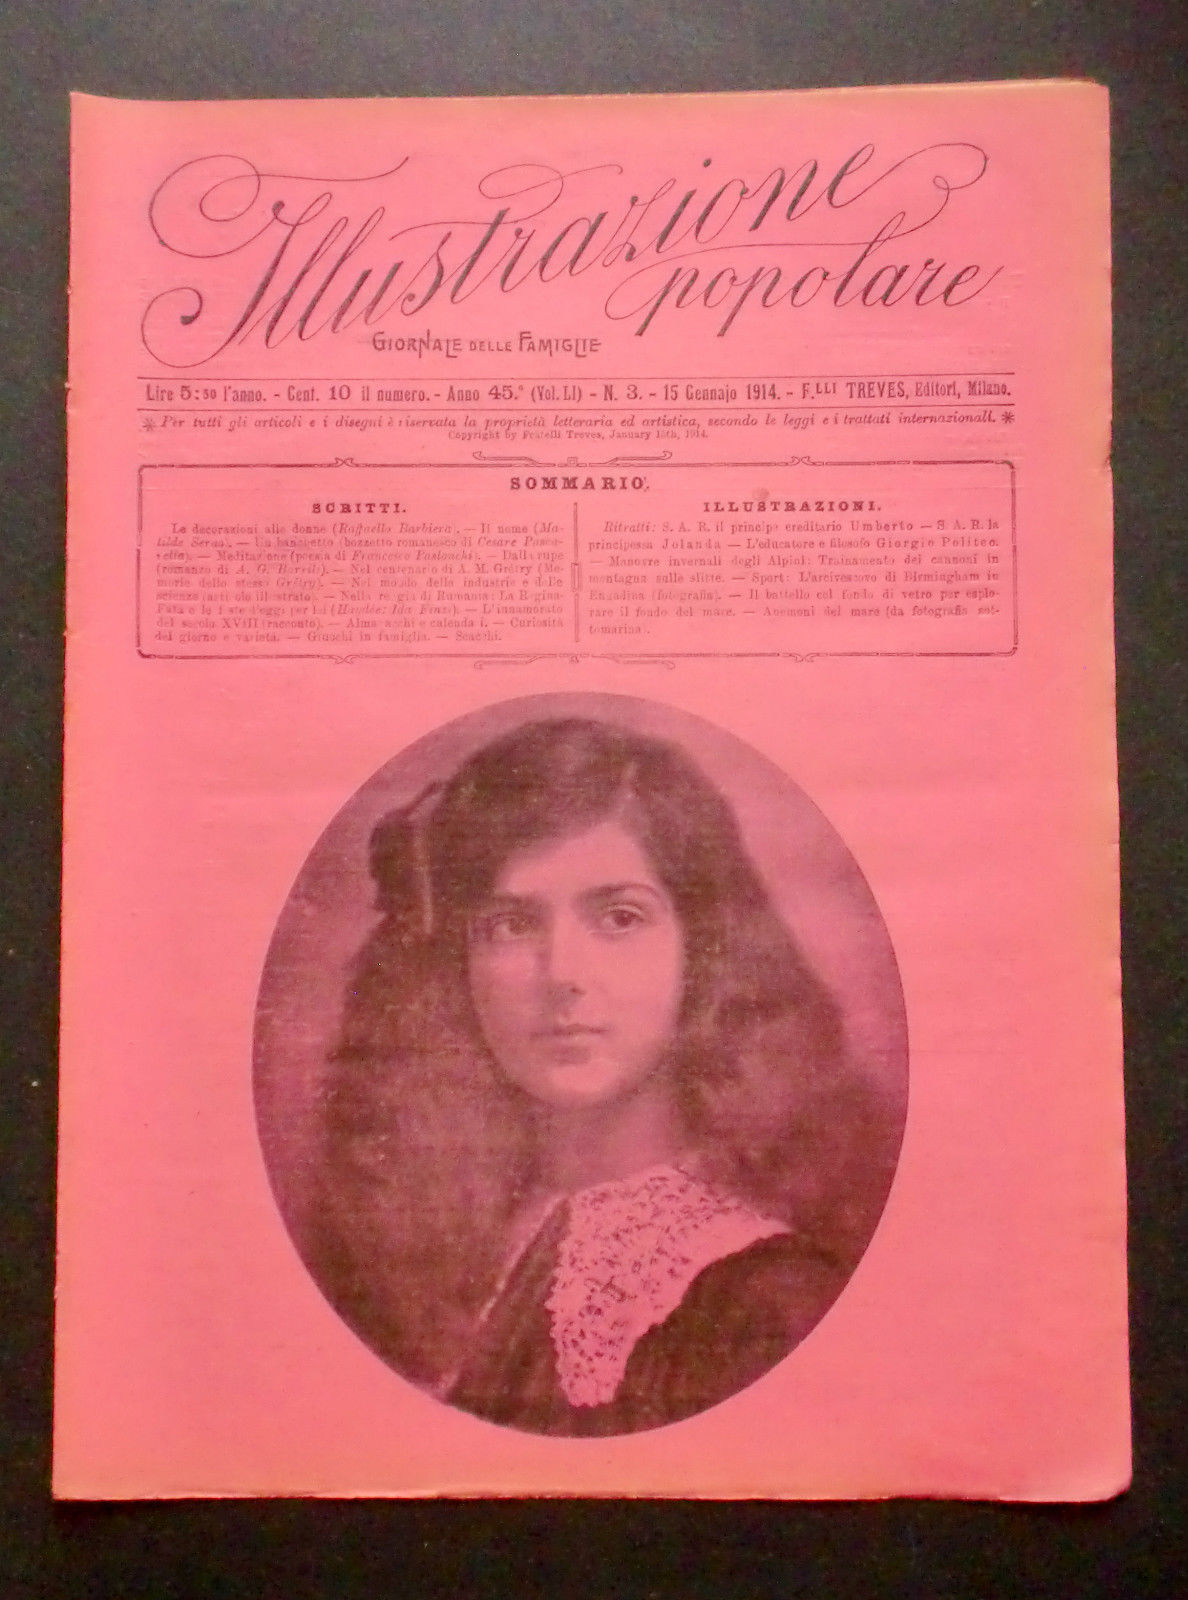 Illustrazione
popolare
GIORNALE DELLE FAMIGLIE
Lire 5:50 l'anno. - Cent. 10 il numero. - Anno 45.° (Vol. LI) - N. 3. - 15 Gennaio 1914. - F.LLI TREVES, Editori, Milano.
Per tutti gli articoli e i disegni è riservata la proprietà letteraria ed artistica, secondo le leggi e i trattati internazionali.
Copyright by Fratelli Treves, January 15th, 1914.
SOMMARIO.
SCRITTI.
Le decorazioni alle donne (Raffaello Barbiera). — Il nome (Ma-
tilde Serao). — Un banchetto (bozzetto romanesco di Cesare Pasca-
rella). — Meditazione (poesia di Francesco Pastonchi). — Dalla rupe
(romanzo di A. G. Barrili). — Nel centenario di A. M. Grétry (Me-
morie dello stesso Grétry). — Nel mondo delle industrie e delle
scienze (articolo illustrato). — Nella reggia di Rumania: La Regina-
Fata e le feste d'oggi per lei (Haydée: Ida Finzi). — L'innamorato
del secolo XVIII (racconto). — Almanacchi e calendari. — Curiosità
del giorno e varietà. — Giuochi in famiglia. — Scacchi.
ILLUSTRAZIONI.
Ritratti: S. A. R. il principe ereditario Umberto — S. A. R. la
principessa Jolanda — L'educatore e filosofo Giorgio Politeo.
— Manovre invernali degli Alpini: Trainamento dei cannoni in
montagna sulle slitte. — Sport: L'arcivescovo di Birmingham in
Engadina (fotografia). — Il battello col fondo di vetro per esplo-
rare il fondo del mare. — Anemoni del mare (da fotografia sot-
tomarina).